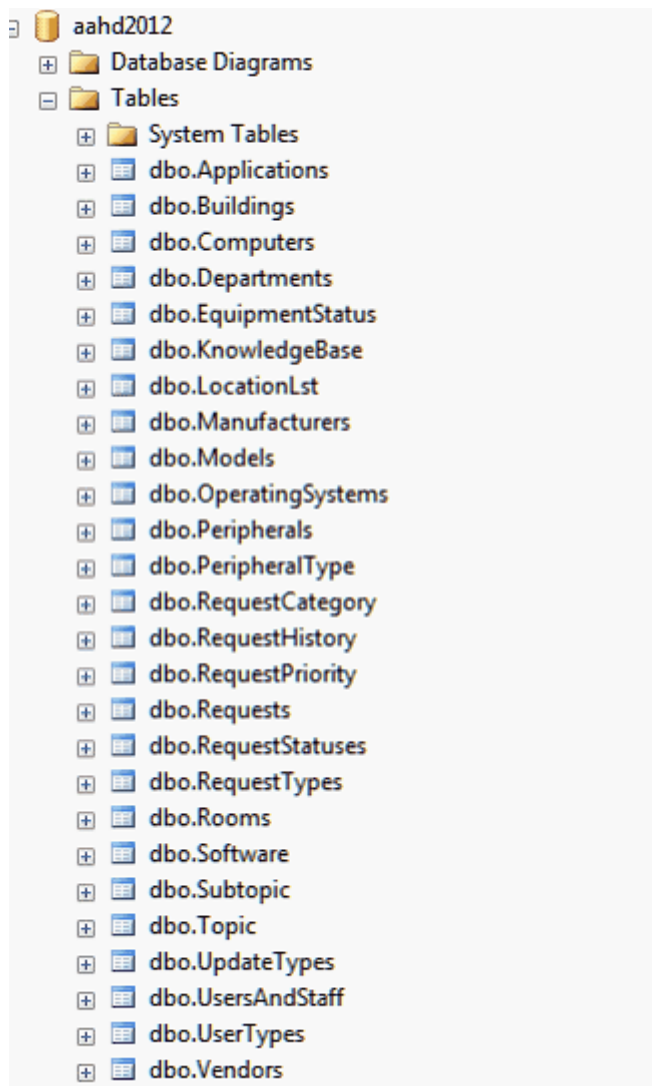 aahd2012
Database Diagrams
Tables
System Tables
dbo.Applications
dbo.Buildings
dbo.Computers
dbo.Departments
dbo.EquipmentStatus
dbo.KnowledgeBase
dbo.LocationLst
dbo.Manufacturers
dbo.Models
dbo.OperatingSystems
dbo.Peripherals
dbo.PeripheralType
dbo.RequestCategory
dbo.RequestHistory
dbo.RequestPriority
dbo.Requests
dbo.RequestStatuses
dbo.RequestTypes
dbo.Rooms
dbo.Software
dbo.Subtopic
dbo.Topic
dbo.UpdateTypes
dbo.UsersAndStaff
dbo.UserTypes
dbo.Vendors